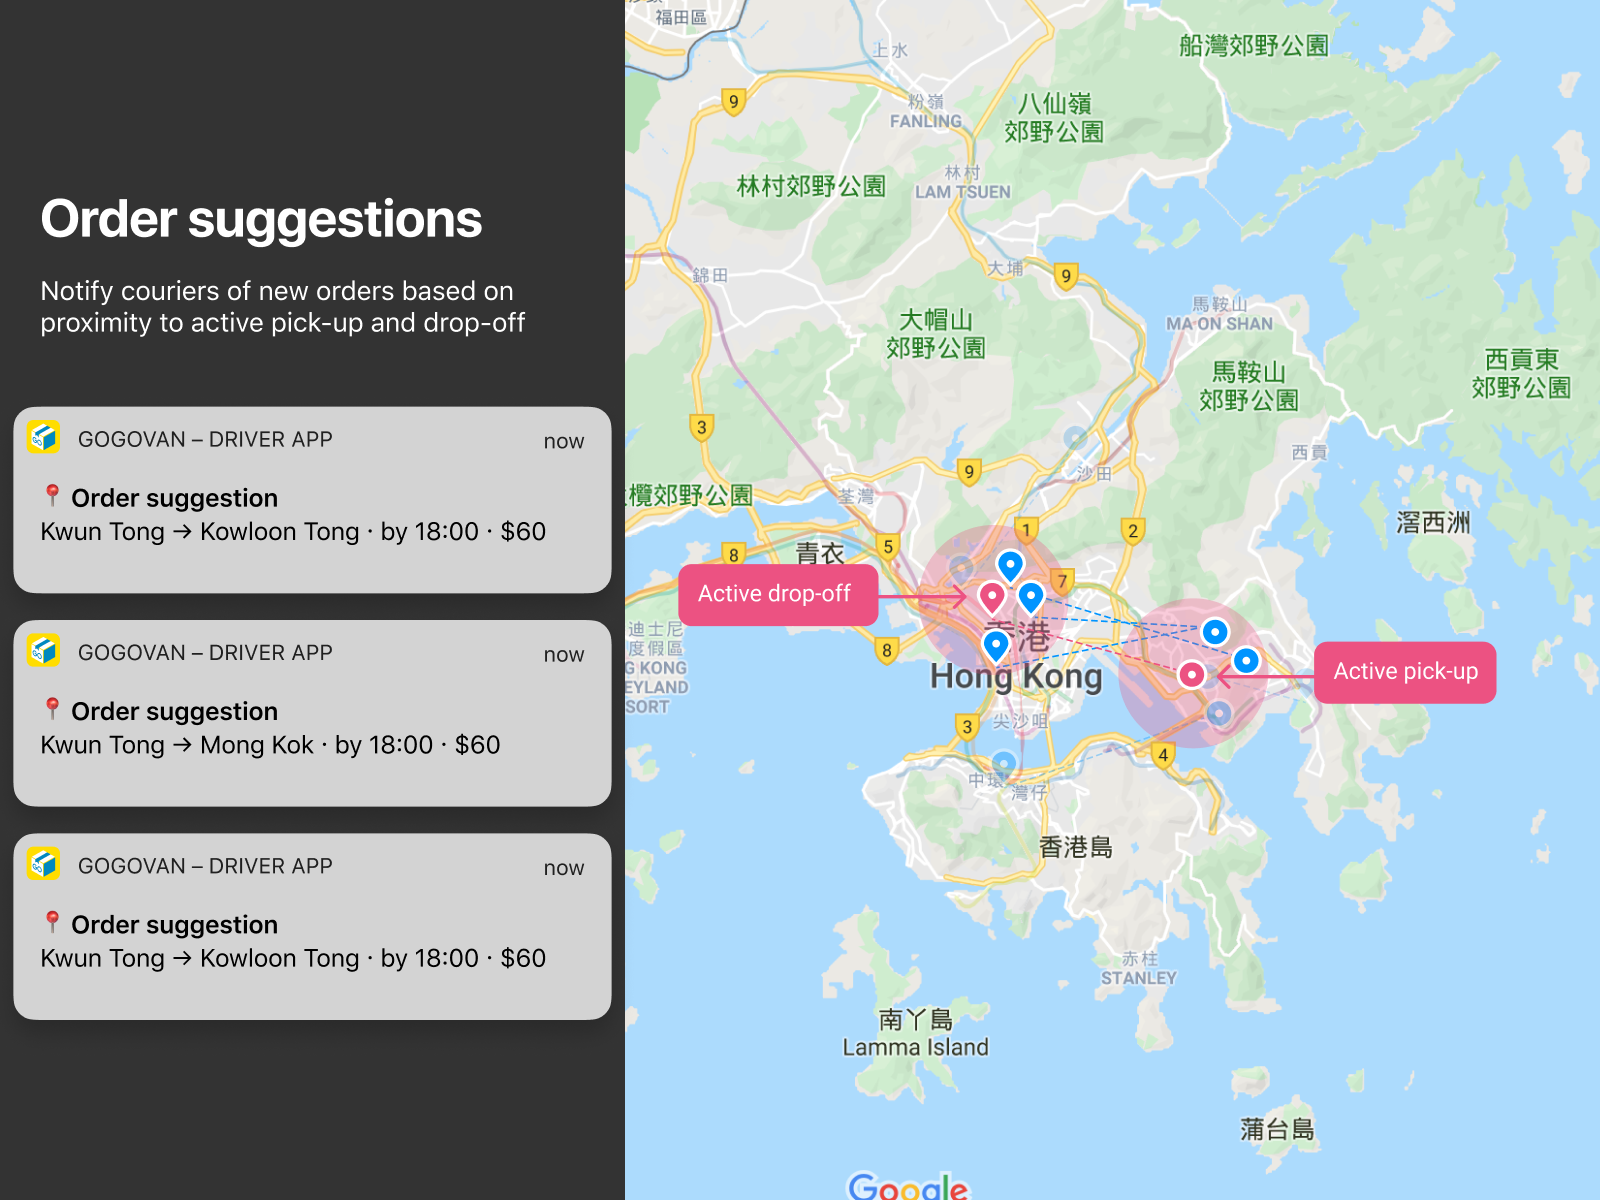 Order suggestions
Notify couriers of new orders based on
proximity to active pick-up and drop-off
GOGOVAN – DRIVER APP
now
📍 Order suggestion
Kwun Tong → Kowloon Tong · by 18:00 · $60
GOGOVAN – DRIVER APP
now
📍 Order suggestion
Kwun Tong → Mong Kok · by 18:00 · $60
GOGOVAN – DRIVER APP
now
📍 Order suggestion
Kwun Tong → Kowloon Tong · by 18:00 · $60
福田區
上水
船灣郊野公園
9
粉嶺
FANLING
八仙嶺
郊野公園
林村郊野公園
林村
LAM TSUEN
錦田
大埔
9
馬鞍山
MA ON SHAN
大帽山
郊野公園
馬鞍山
郊野公園
西貢東
郊野公園
3
西貢
沙田
9
欖郊野公園
荃灣
滘西洲
1
2
5
8
青衣
7
Active drop-off
迪士尼
度假區
G KONG
EYLAND
SORT
香港
Hong Kong
8
Active pick-up
尖沙咀
3
4
中環
灣仔
香港島
赤柱
STANLEY
南丫島
Lamma Island
蒲台島
Google